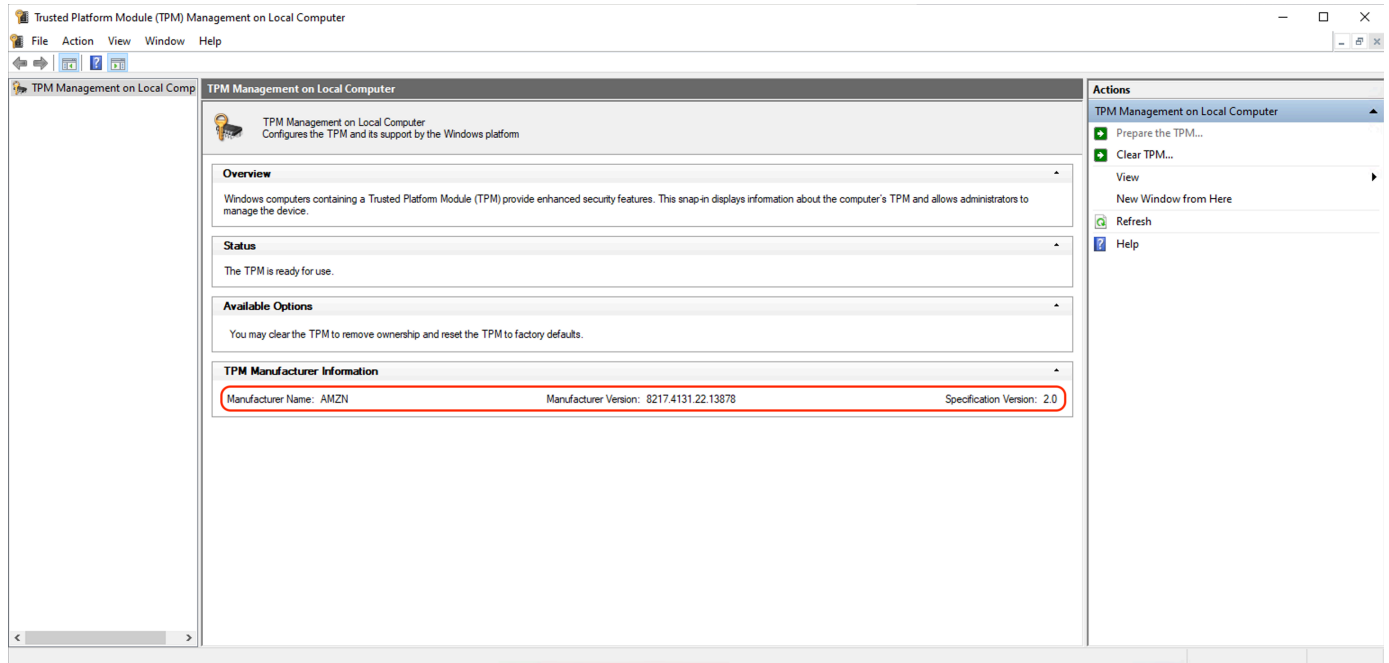 Trusted Platform Module (TPM) Management on Local Computer
File Action View Window Help
TPM Management on Local Comp
TPM Management on Local Computer
TPM Management on Local Computer
Configures the TPM and its support by the Windows platform
Overview
Windows computers containing a Trusted Platform Module (TPM) provide enhanced security features. This snap-in displays information about the computer's TPM and allows administrators to
manage the device.
Status
The TPM is ready for use.
Available Options
You may clear the TPM to remove ownership and reset the TPM to factory defaults.
TPM Manufacturer Information
Manufacturer Name: AMZN Manufacturer Version: 8217.4131.22.13878 Specification Version: 2.0
Actions
TPM Management on Local Computer
Prepare the TPM...
Clear TPM...
View
New Window from Here
Refresh
Help